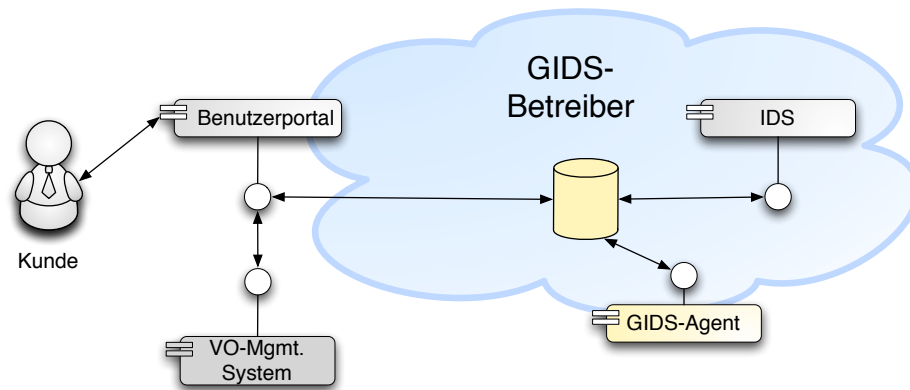 GIDS-
Betreiber
Benutzerportal
IDS
Kunde
GIDS-Agent
VO-Mgmt.
System